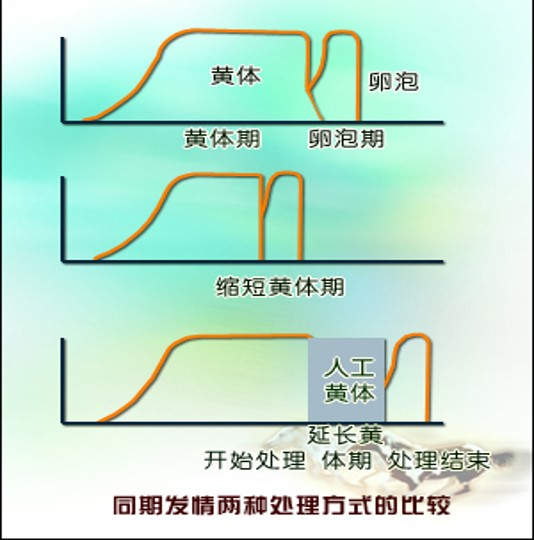 黄体
卵泡
黄体期 卵泡期
缩短黄体期
人工
黄体
延长黄
开始处理 体期 处理结束
同期发情两种处理方式的比较